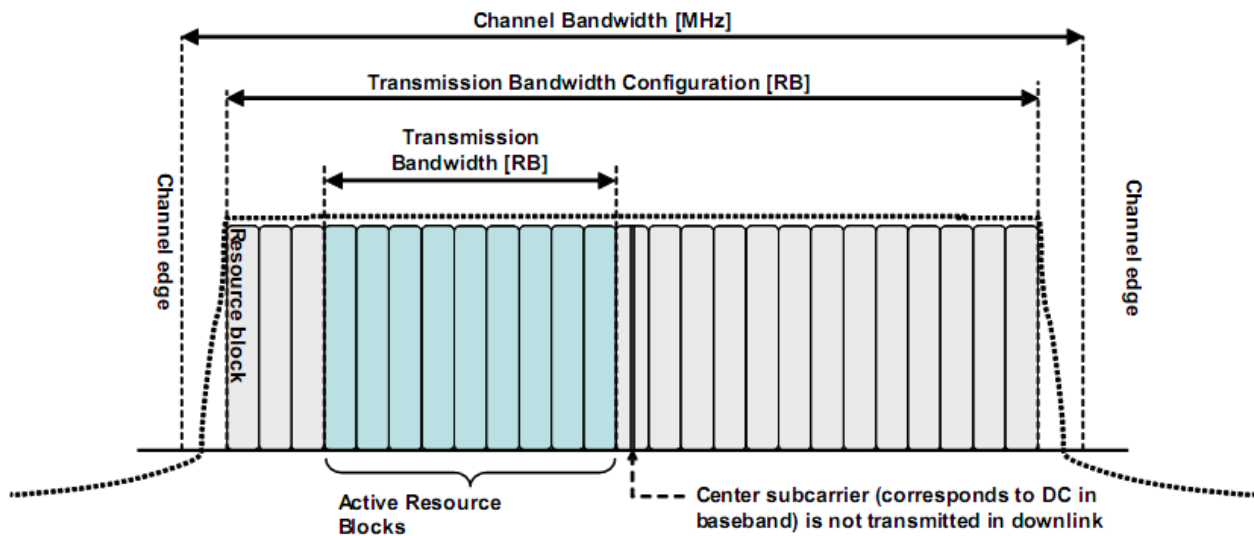 Channel Bandwidth [MHz]
Transmission Bandwidth Configuration [RB]
Transmission
Bandwidth [RB]
Channel edge
Channel edge
Resource block
Active Resource
Blocks
Center subcarrier (corresponds to DC in
baseband) is not transmitted in downlink